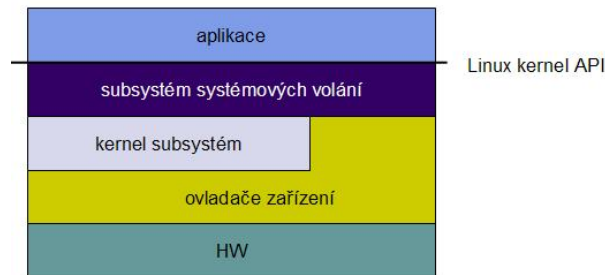 aplikace
Linux kernel API
subsystém systémových volání
kernel subsystém
ovladače zařízení
HW